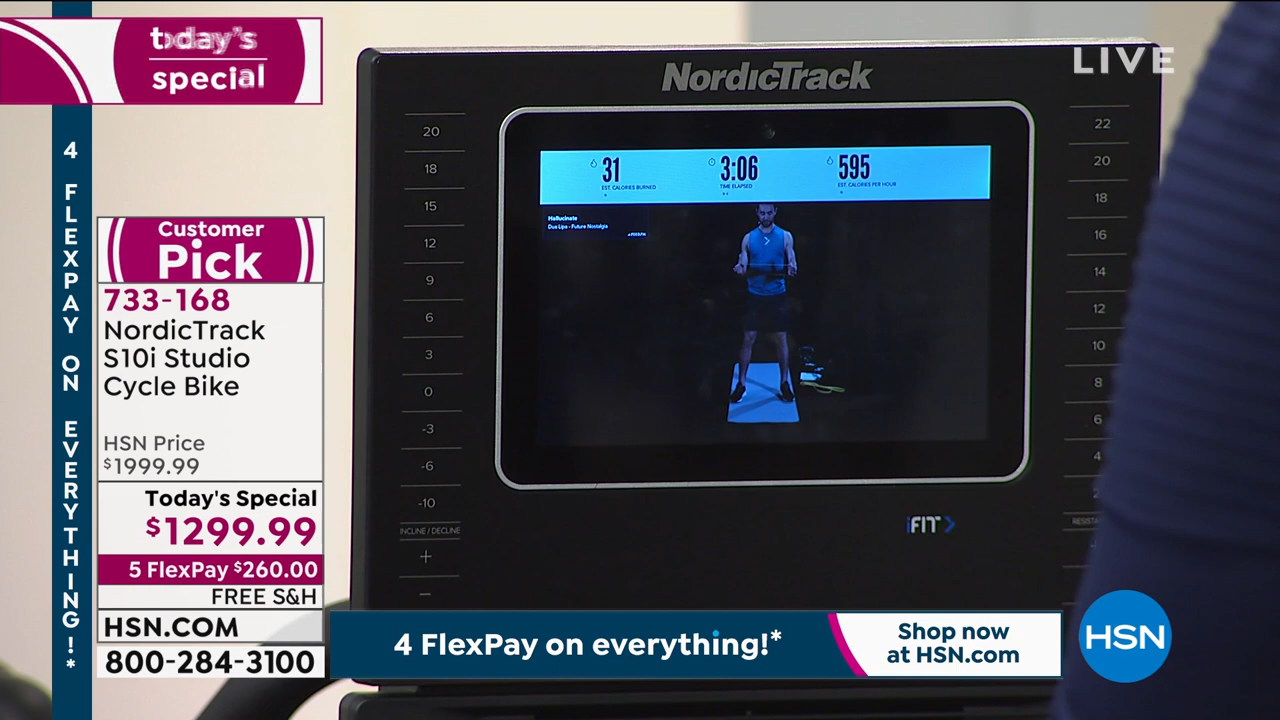 today's
special
4 FLEXPAY ON EVERYTHING!*
Customer
Pick
733-168
NordicTrack
S10i Studio
Cycle Bike
HSN Price
$1999.99
Today's Special
$1299.99
5 FlexPay $260.00
FREE S&H
HSN.COM
800-284-3100
LIVE
NordicTrack
31
EST. CALORIES BURNED
3:06
TIME ELAPSED
595
EST. CALORIES PER HOUR
Hallucinate
Dua Lipa - Future Nostalgia
20
18
15
12
9
6
3
0
-3
-6
-10
INCLINE / DECLINE
+
−
22
20
18
16
14
12
10
8
6
4
2
iFIT
4 FlexPay on everything!*
Shop now
at HSN.com
HSN